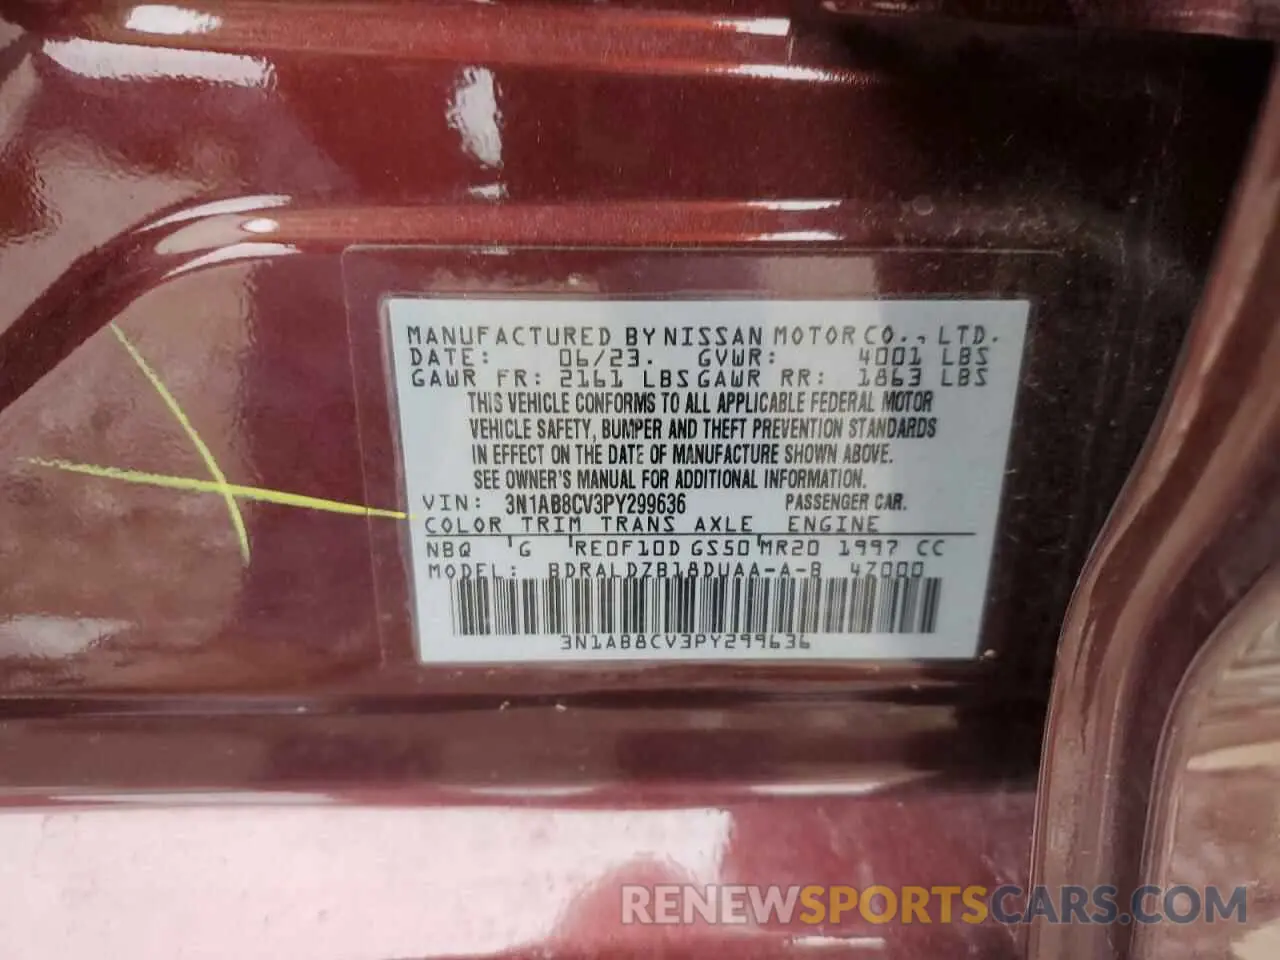 MANUFACTURED BY NISSAN MOTOR CO., LTD.
DATE: 06/23. GVWR: 4001 LBS
GAWR FR: 2161 LBS GAWR RR: 1863 LBS
THIS VEHICLE CONFORMS TO ALL APPLICABLE FEDERAL MOTOR
VEHICLE SAFETY, BUMPER AND THEFT PREVENTION STANDARDS
IN EFFECT ON THE DATE OF MANUFACTURE SHOWN ABOVE.
SEE OWNER'S MANUAL FOR ADDITIONAL INFORMATION.
VIN: 3N1AB8CV3PY299636 PASSENGER CAR.
COLOR TRIM TRANS AXLE ENGINE
NBQ G RE0F10D GS50 MR20 1997 CC
MODEL: BDRALDZB18DUAA-A-B 47000
3N1AB8CV3PY299636
RENEWSPORTSCARS.COM